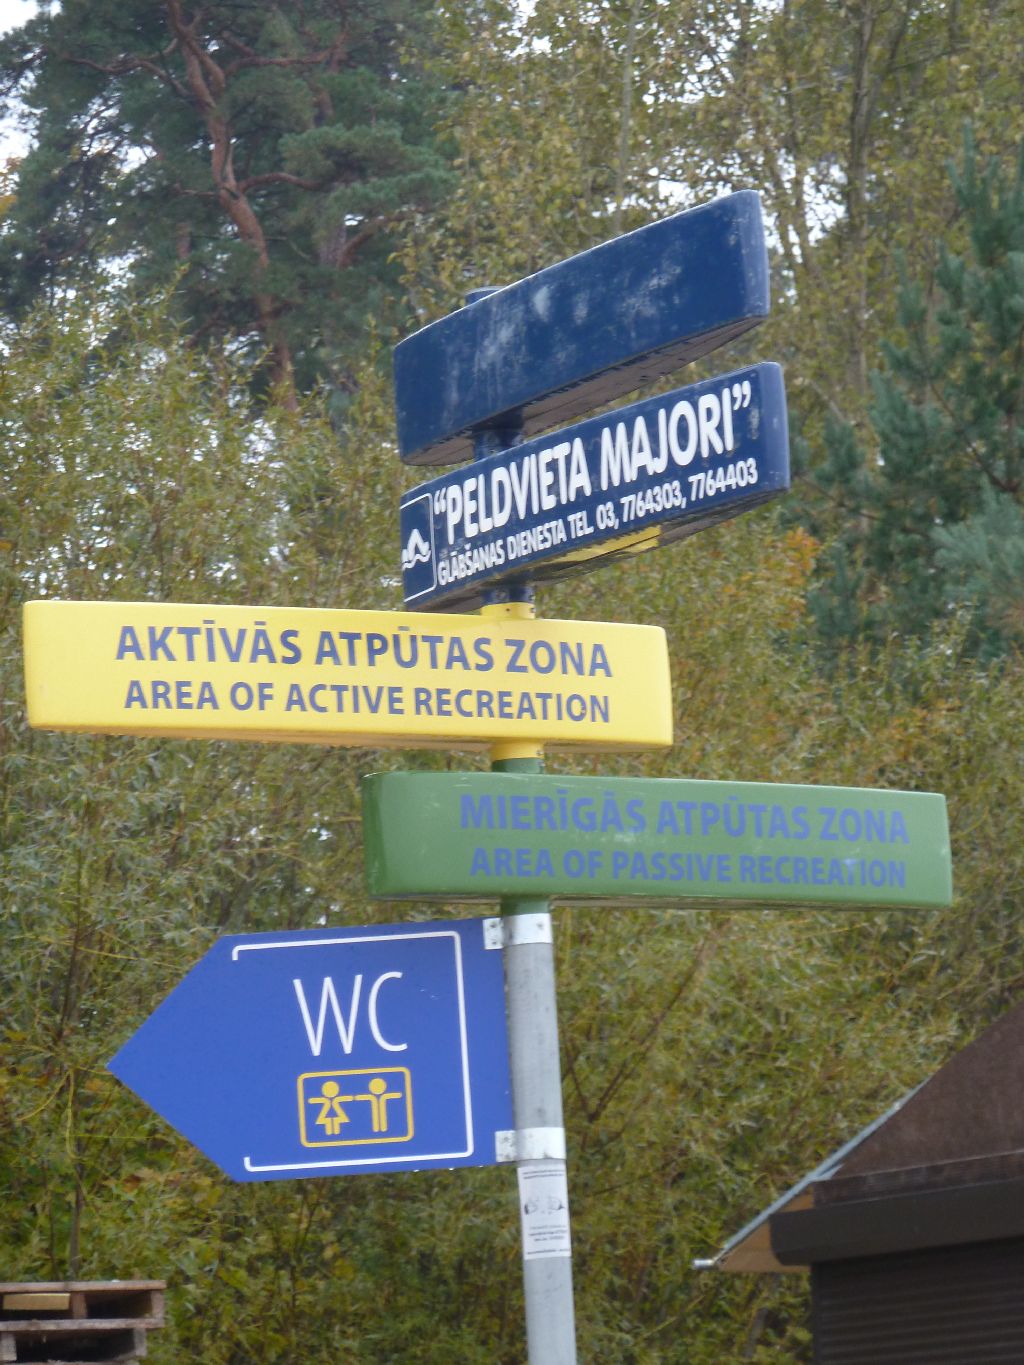 “PELDVIETA MAJORI”
GLĀBŠANAS DIENESTA TEL. 03, 7764303, 7764403
AKTĪVĀS ATPŪTAS ZONA
AREA OF ACTIVE RECREATION
MIERĪGĀS ATPŪTAS ZONA
AREA OF PASSIVE RECREATION
WC